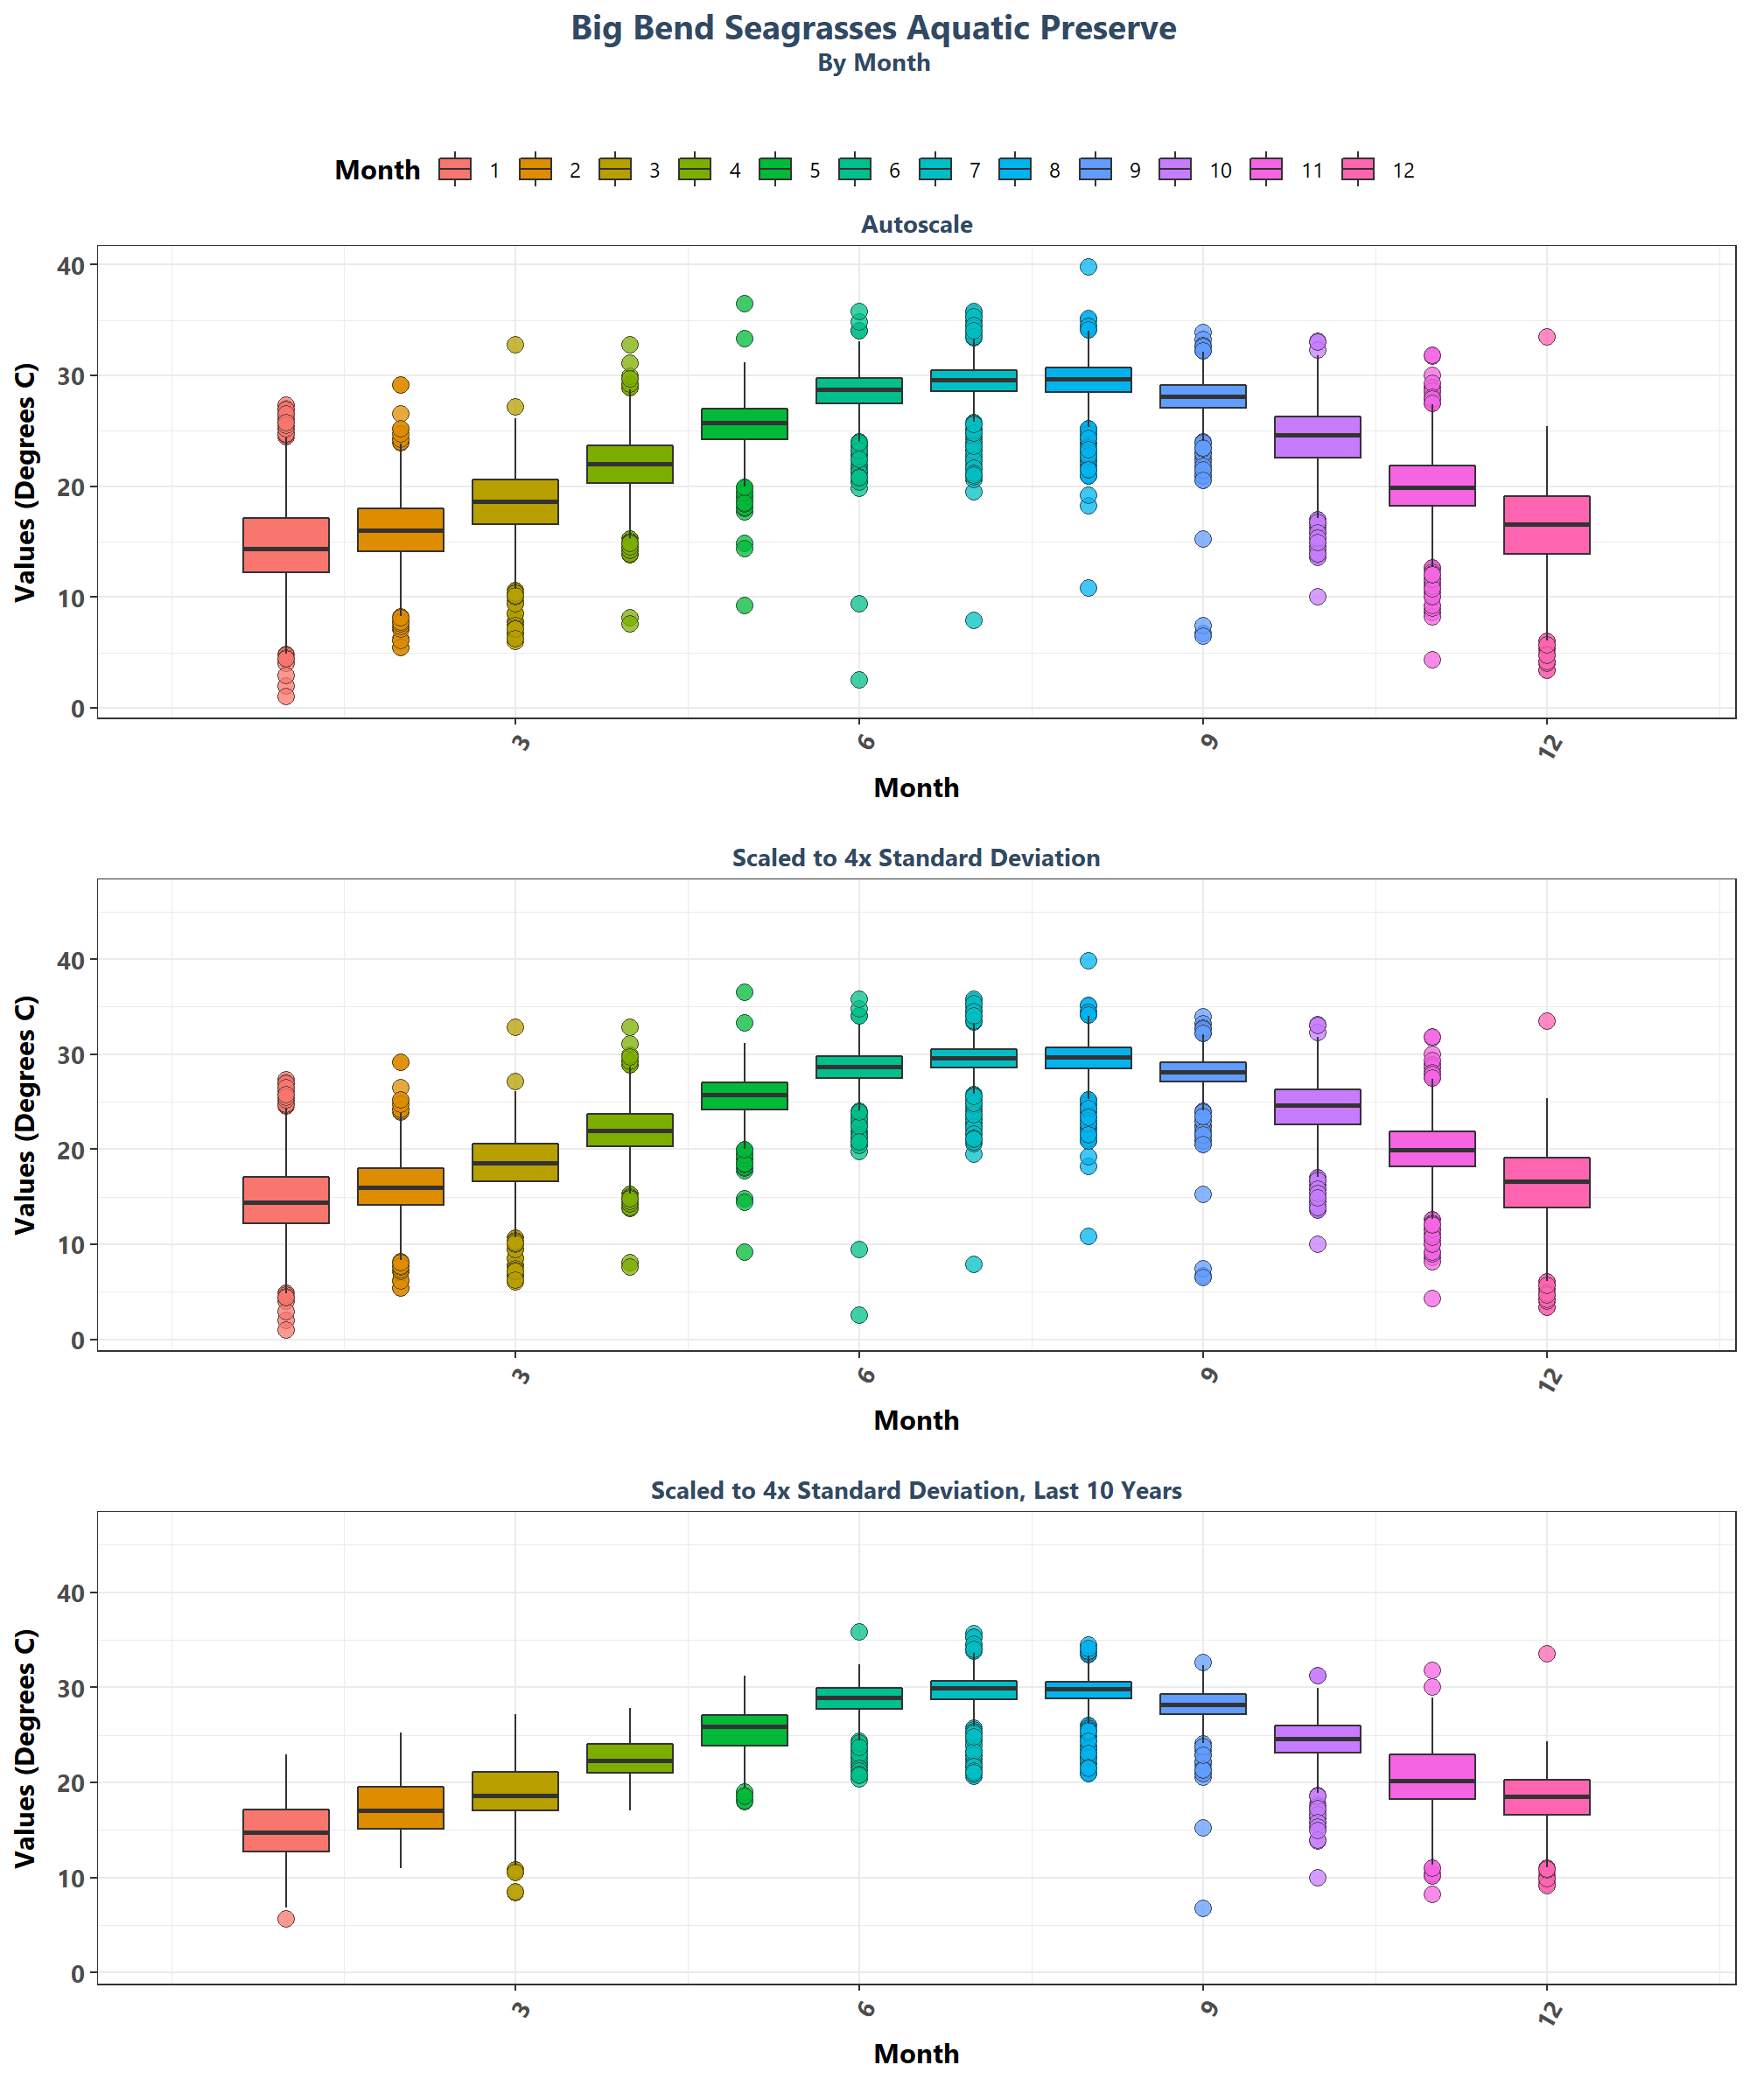 Big Bend Seagrasses Aquatic Preserve
By Month
Month 1 2 3 4 5 6 7 8 9 10 11 12
Autoscale
Values (Degrees C)
40
30
20
10
0
3 6 9 12
Month
Scaled to 4x Standard Deviation
Values (Degrees C)
40
30
20
10
0
3 6 9 12
Month
Scaled to 4x Standard Deviation, Last 10 Years
Values (Degrees C)
40
30
20
10
0
3 6 9 12
Month